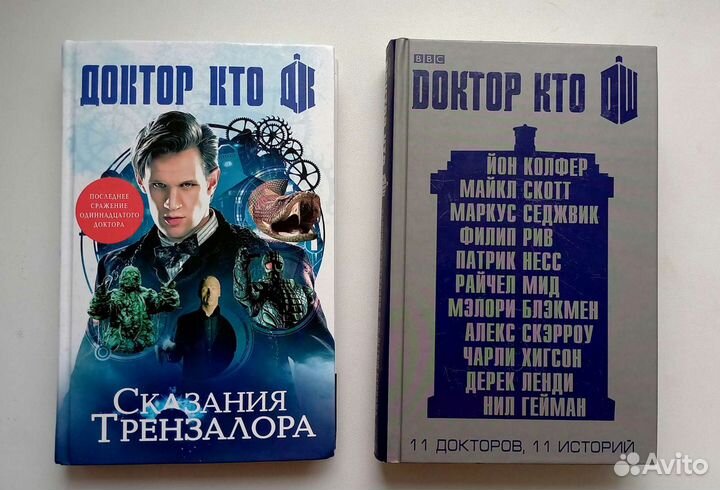 ДОКТОР КТО ДК
ПОСЛЕДНЕЕ
СРАЖЕНИЕ
ОДИННАДЦАТОГО
ДОКТОРА
СКАЗАНИЯ
ТРЕНЗАЛОРА
BBC
ДОКТОР КТО DW
ЙОН КОЛФЕР
МАЙКЛ СКОТТ
МАРКУС СЕДЖВИК
ФИЛИП РИВ
ПАТРИК НЕСС
РАЙЧЕЛ МИД
МЭЛОРИ БЛЭКМЕН
АЛЕКС СКЭРРОУ
ЧАРЛИ ХИГСОН
ДЕРЕК ЛЕНДИ
НИЛ ГЕЙМАН
11 ДОКТОРОВ, 11 ИСТОРИЙ
Avito